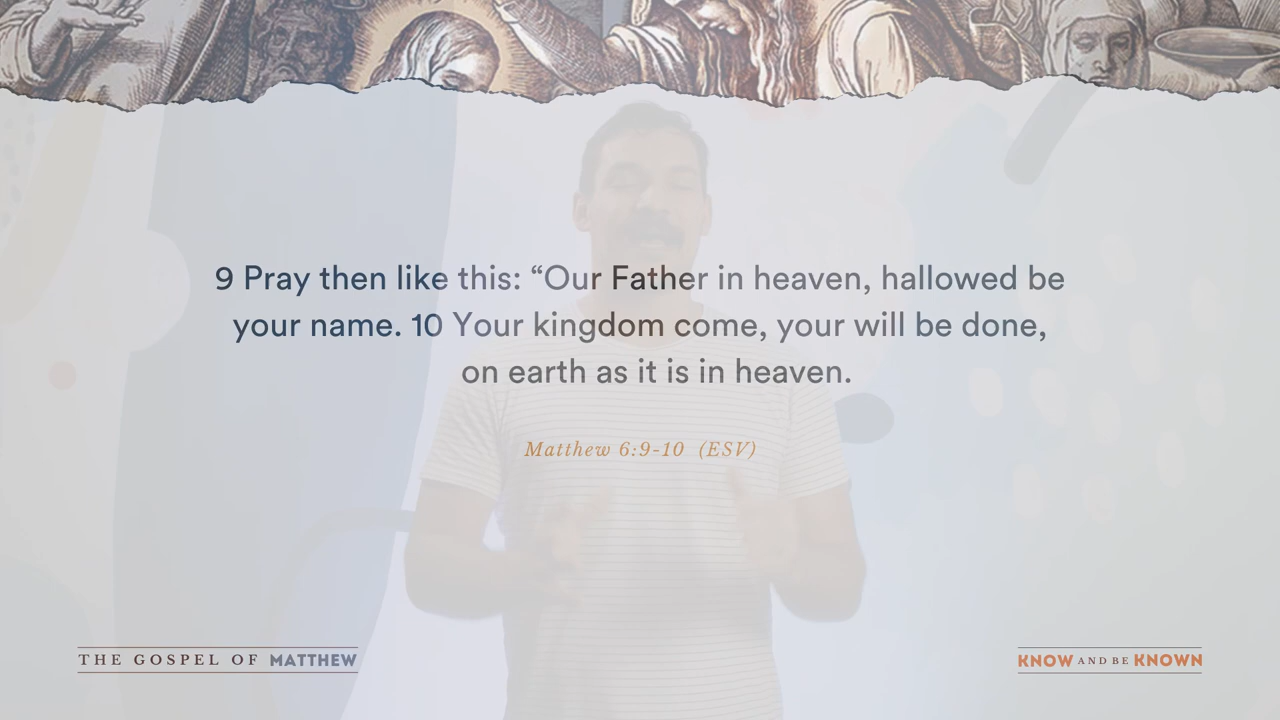 9 Pray then like this: “Our Father in heaven, hallowed be
your name. 10 Your kingdom come, your will be done,
on earth as it is in heaven.
Matthew 6:9-10 (ESV)
THE GOSPEL OF MATTHEW
KNOW AND BE KNOWN